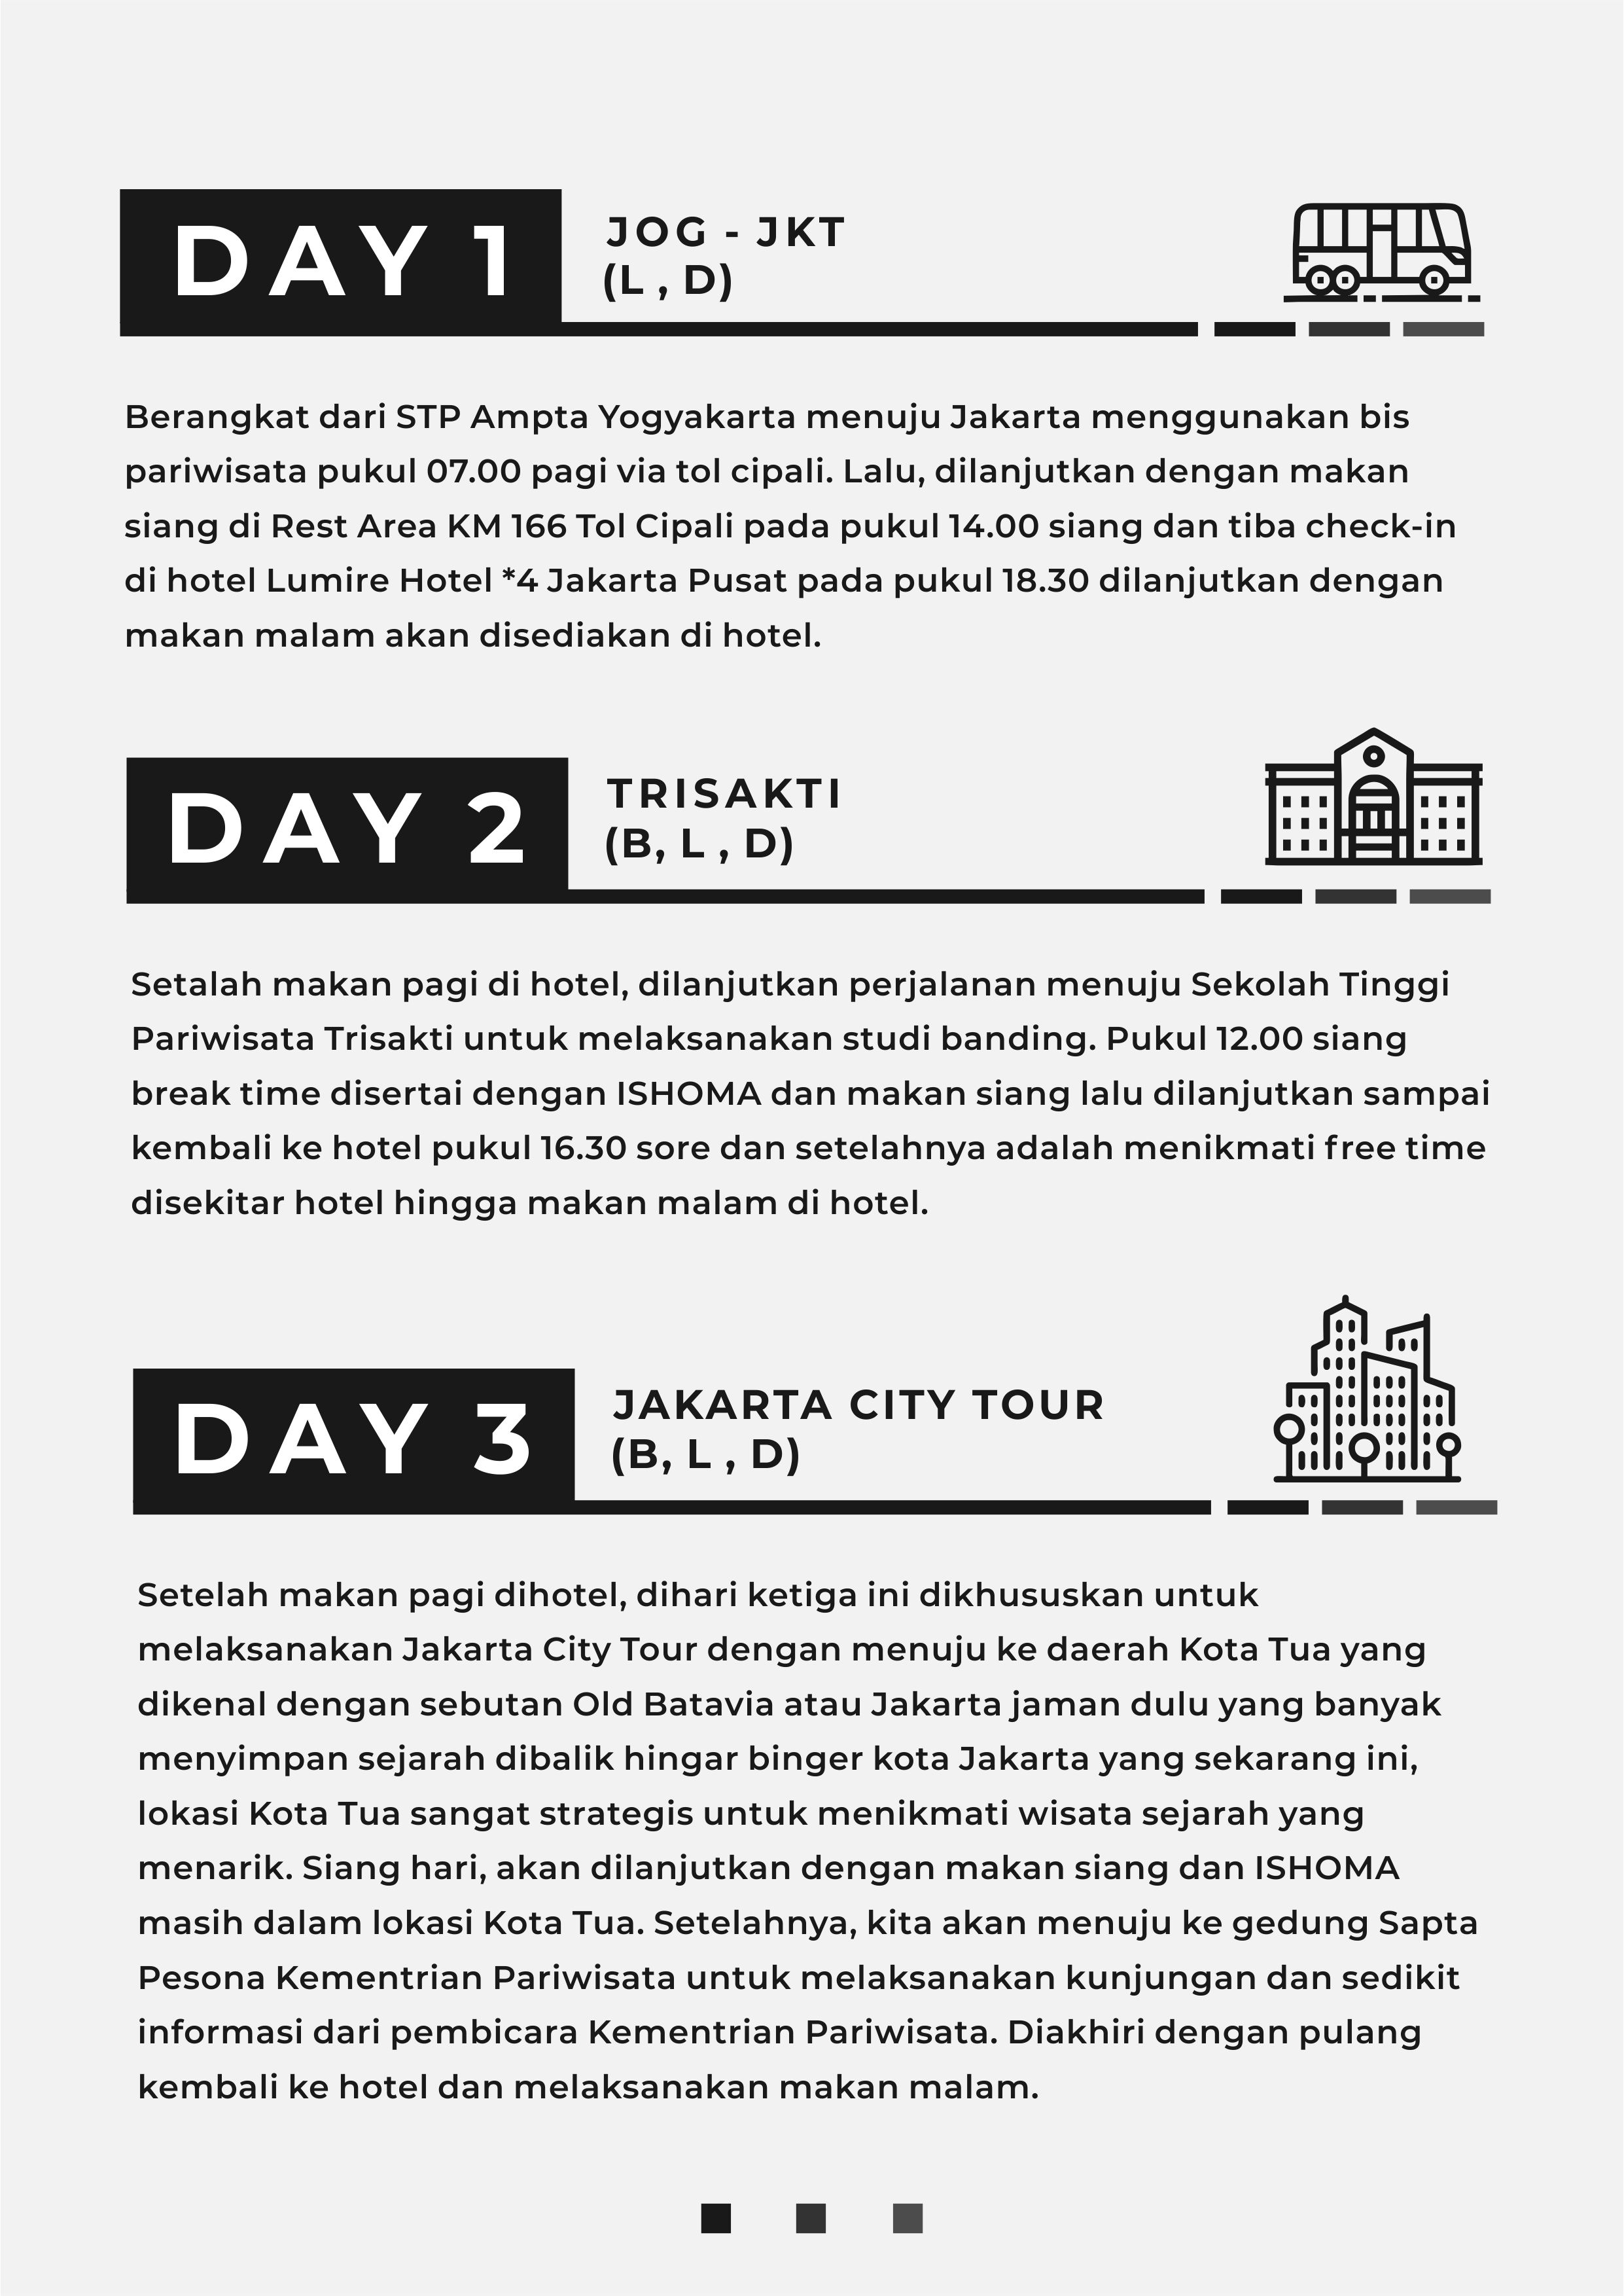 DAY 1
JOG - JKT
(L , D)
Berangkat dari STP Ampta Yogyakarta menuju Jakarta menggunakan bis
pariwisata pukul 07.00 pagi via tol cipali. Lalu, dilanjutkan dengan makan
siang di Rest Area KM 166 Tol Cipali pada pukul 14.00 siang dan tiba check-in
di hotel Lumire Hotel *4 Jakarta Pusat pada pukul 18.30 dilanjutkan dengan
makan malam akan disediakan di hotel.
DAY 2
TRISAKTI
(B, L , D)
Setalah makan pagi di hotel, dilanjutkan perjalanan menuju Sekolah Tinggi
Pariwisata Trisakti untuk melaksanakan studi banding. Pukul 12.00 siang
break time disertai dengan ISHOMA dan makan siang lalu dilanjutkan sampai
kembali ke hotel pukul 16.30 sore dan setelahnya adalah menikmati free time
disekitar hotel hingga makan malam di hotel.
DAY 3
JAKARTA CITY TOUR
(B, L , D)
Setelah makan pagi dihotel, dihari ketiga ini dikhususkan untuk
melaksanakan Jakarta City Tour dengan menuju ke daerah Kota Tua yang
dikenal dengan sebutan Old Batavia atau Jakarta jaman dulu yang banyak
menyimpan sejarah dibalik hingar binger kota Jakarta yang sekarang ini,
lokasi Kota Tua sangat strategis untuk menikmati wisata sejarah yang
menarik. Siang hari, akan dilanjutkan dengan makan siang dan ISHOMA
masih dalam lokasi Kota Tua. Setelahnya, kita akan menuju ke gedung Sapta
Pesona Kementrian Pariwisata untuk melaksanakan kunjungan dan sedikit
informasi dari pembicara Kementrian Pariwisata. Diakhiri dengan pulang
kembali ke hotel dan melaksanakan makan malam.